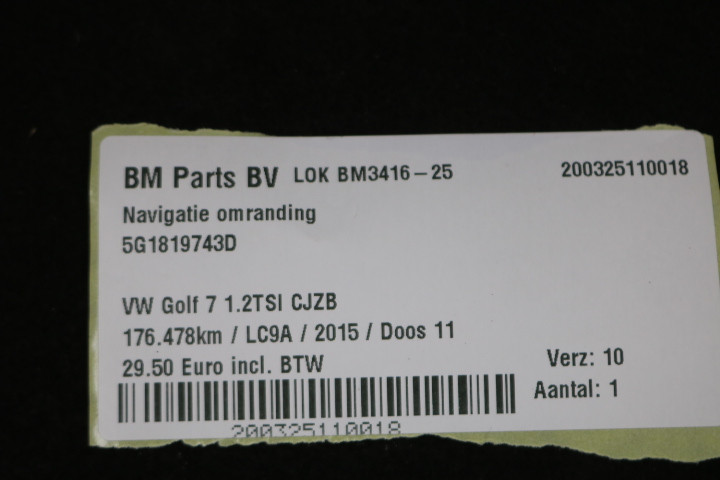 BM Parts BV LOK BM3416-25 200325110018
Navigatie omranding
5G1819743D
VW Golf 7 1.2TSI CJZB
176.478km / LC9A / 2015 / Doos 11
29.50 Euro incl. BTW Verz: 10
Aantal: 1
200325110018